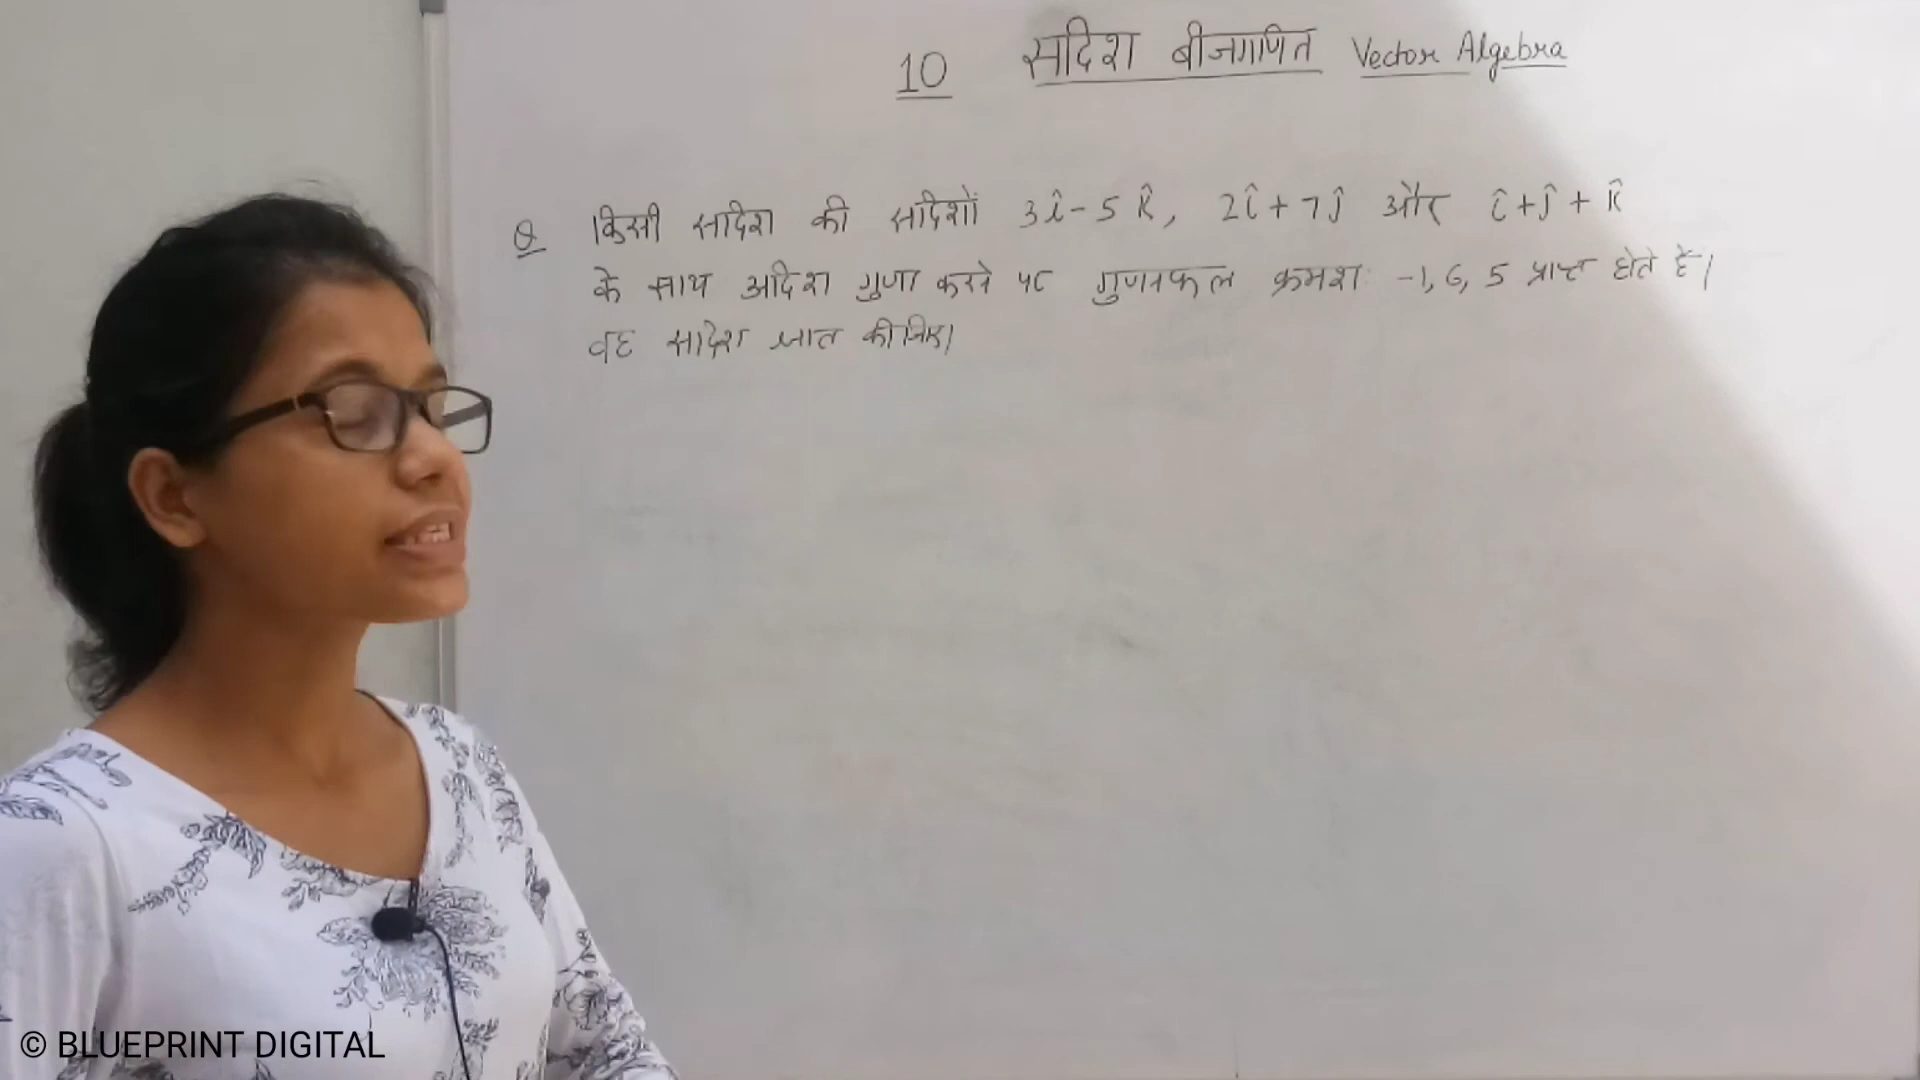 10 सदिश बीजगणित Vector Algebra
Q किसी सदिश की सदिशों 3î-5k̂, 2î+7ĵ और î+ĵ+k̂
के साथ अदिश गुणा करने पर गुणनफल क्रमशः -1, 6, 5 प्राप्त होते हैं।
वह सदिश ज्ञात कीजिए।
© BLUEPRINT DIGITAL